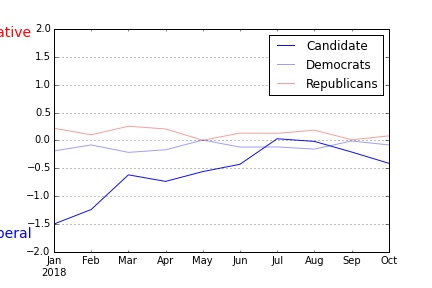 ative
2.0
1.5
1.0
0.5
0.0
−0.5
−1.0
−1.5
−2.0
beral
Candidate
Democrats
Republicans
Jan Feb Mar Apr May Jun Jul Aug Sep Oct
2018